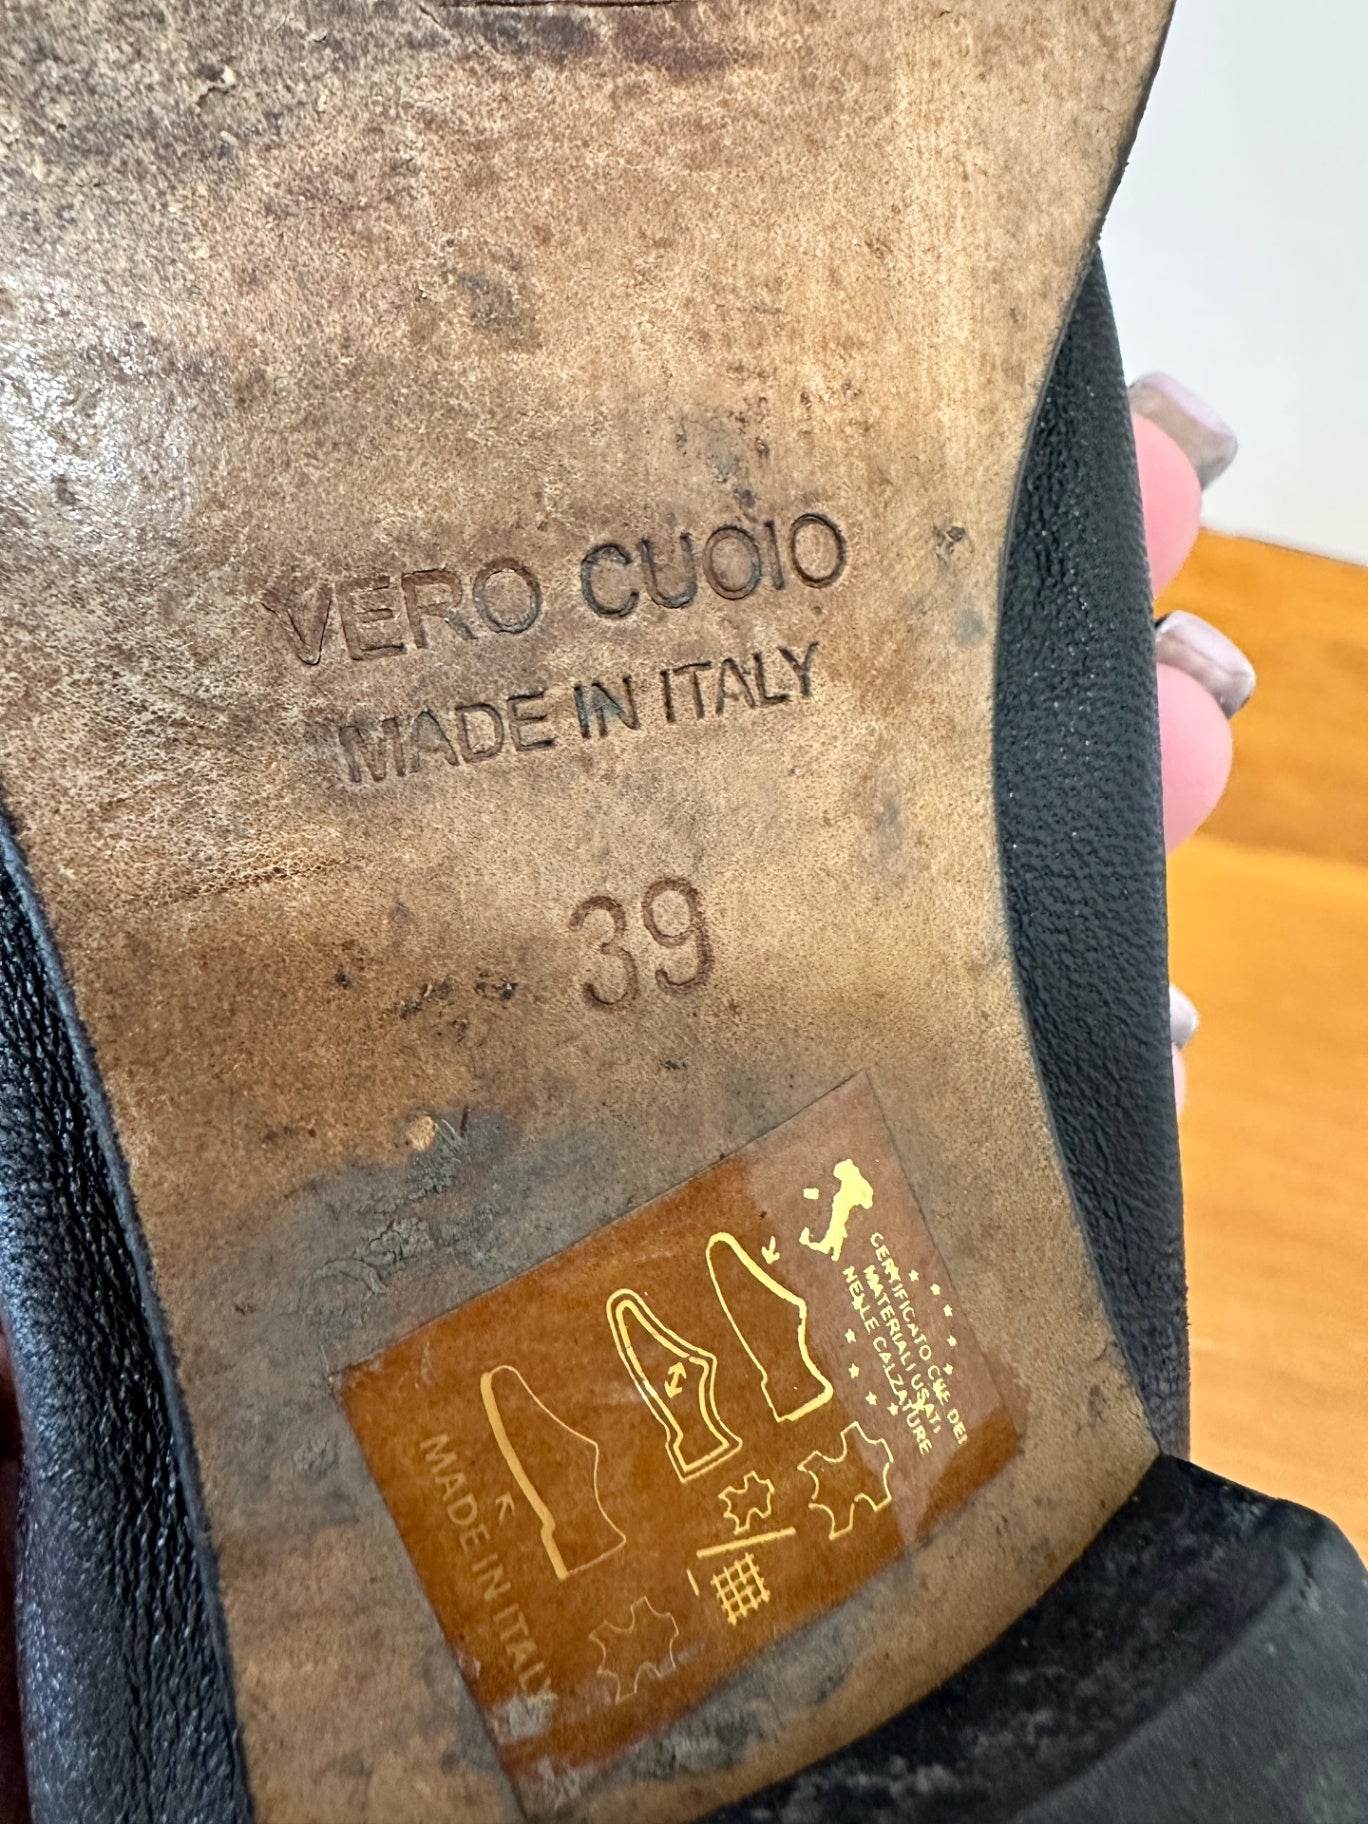 VERO CUOIO
MADE IN ITALY
39
CERTIFICATO CHE DEI
MATERIALI USATI
NELLE CALZATURE
MADE IN ITALY